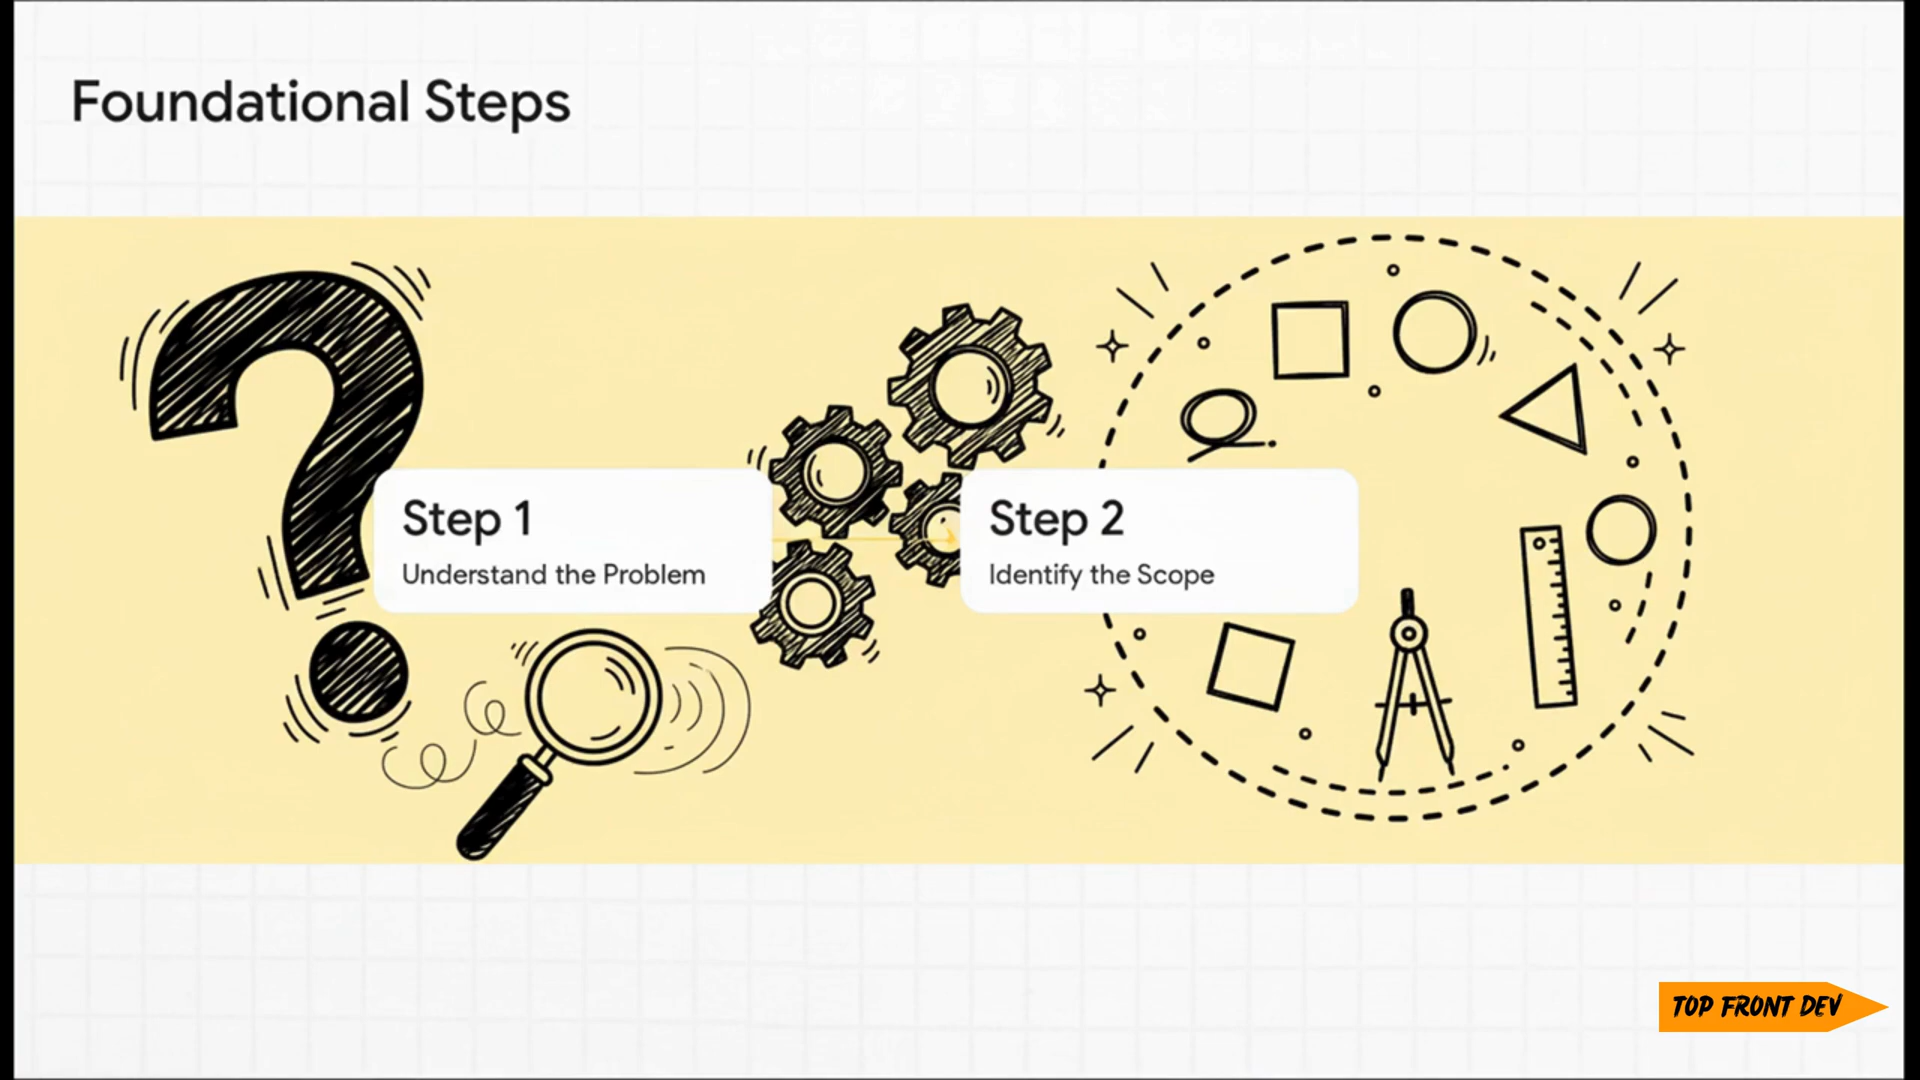 Foundational Steps
Step 1
Understand the Problem
Step 2
Identify the Scope
TOP FRONT DEV